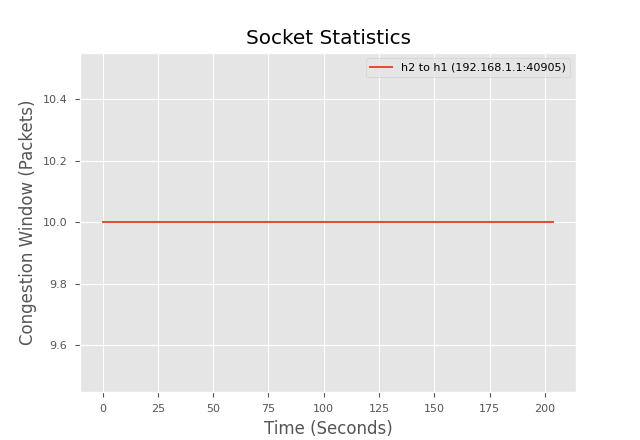 Socket Statistics
h2 to h1 (192.168.1.1:40905)
Congestion Window (Packets)
10.4
10.2
10.0
9.8
9.6
0 25 50 75 100 125 150 175 200
Time (Seconds)